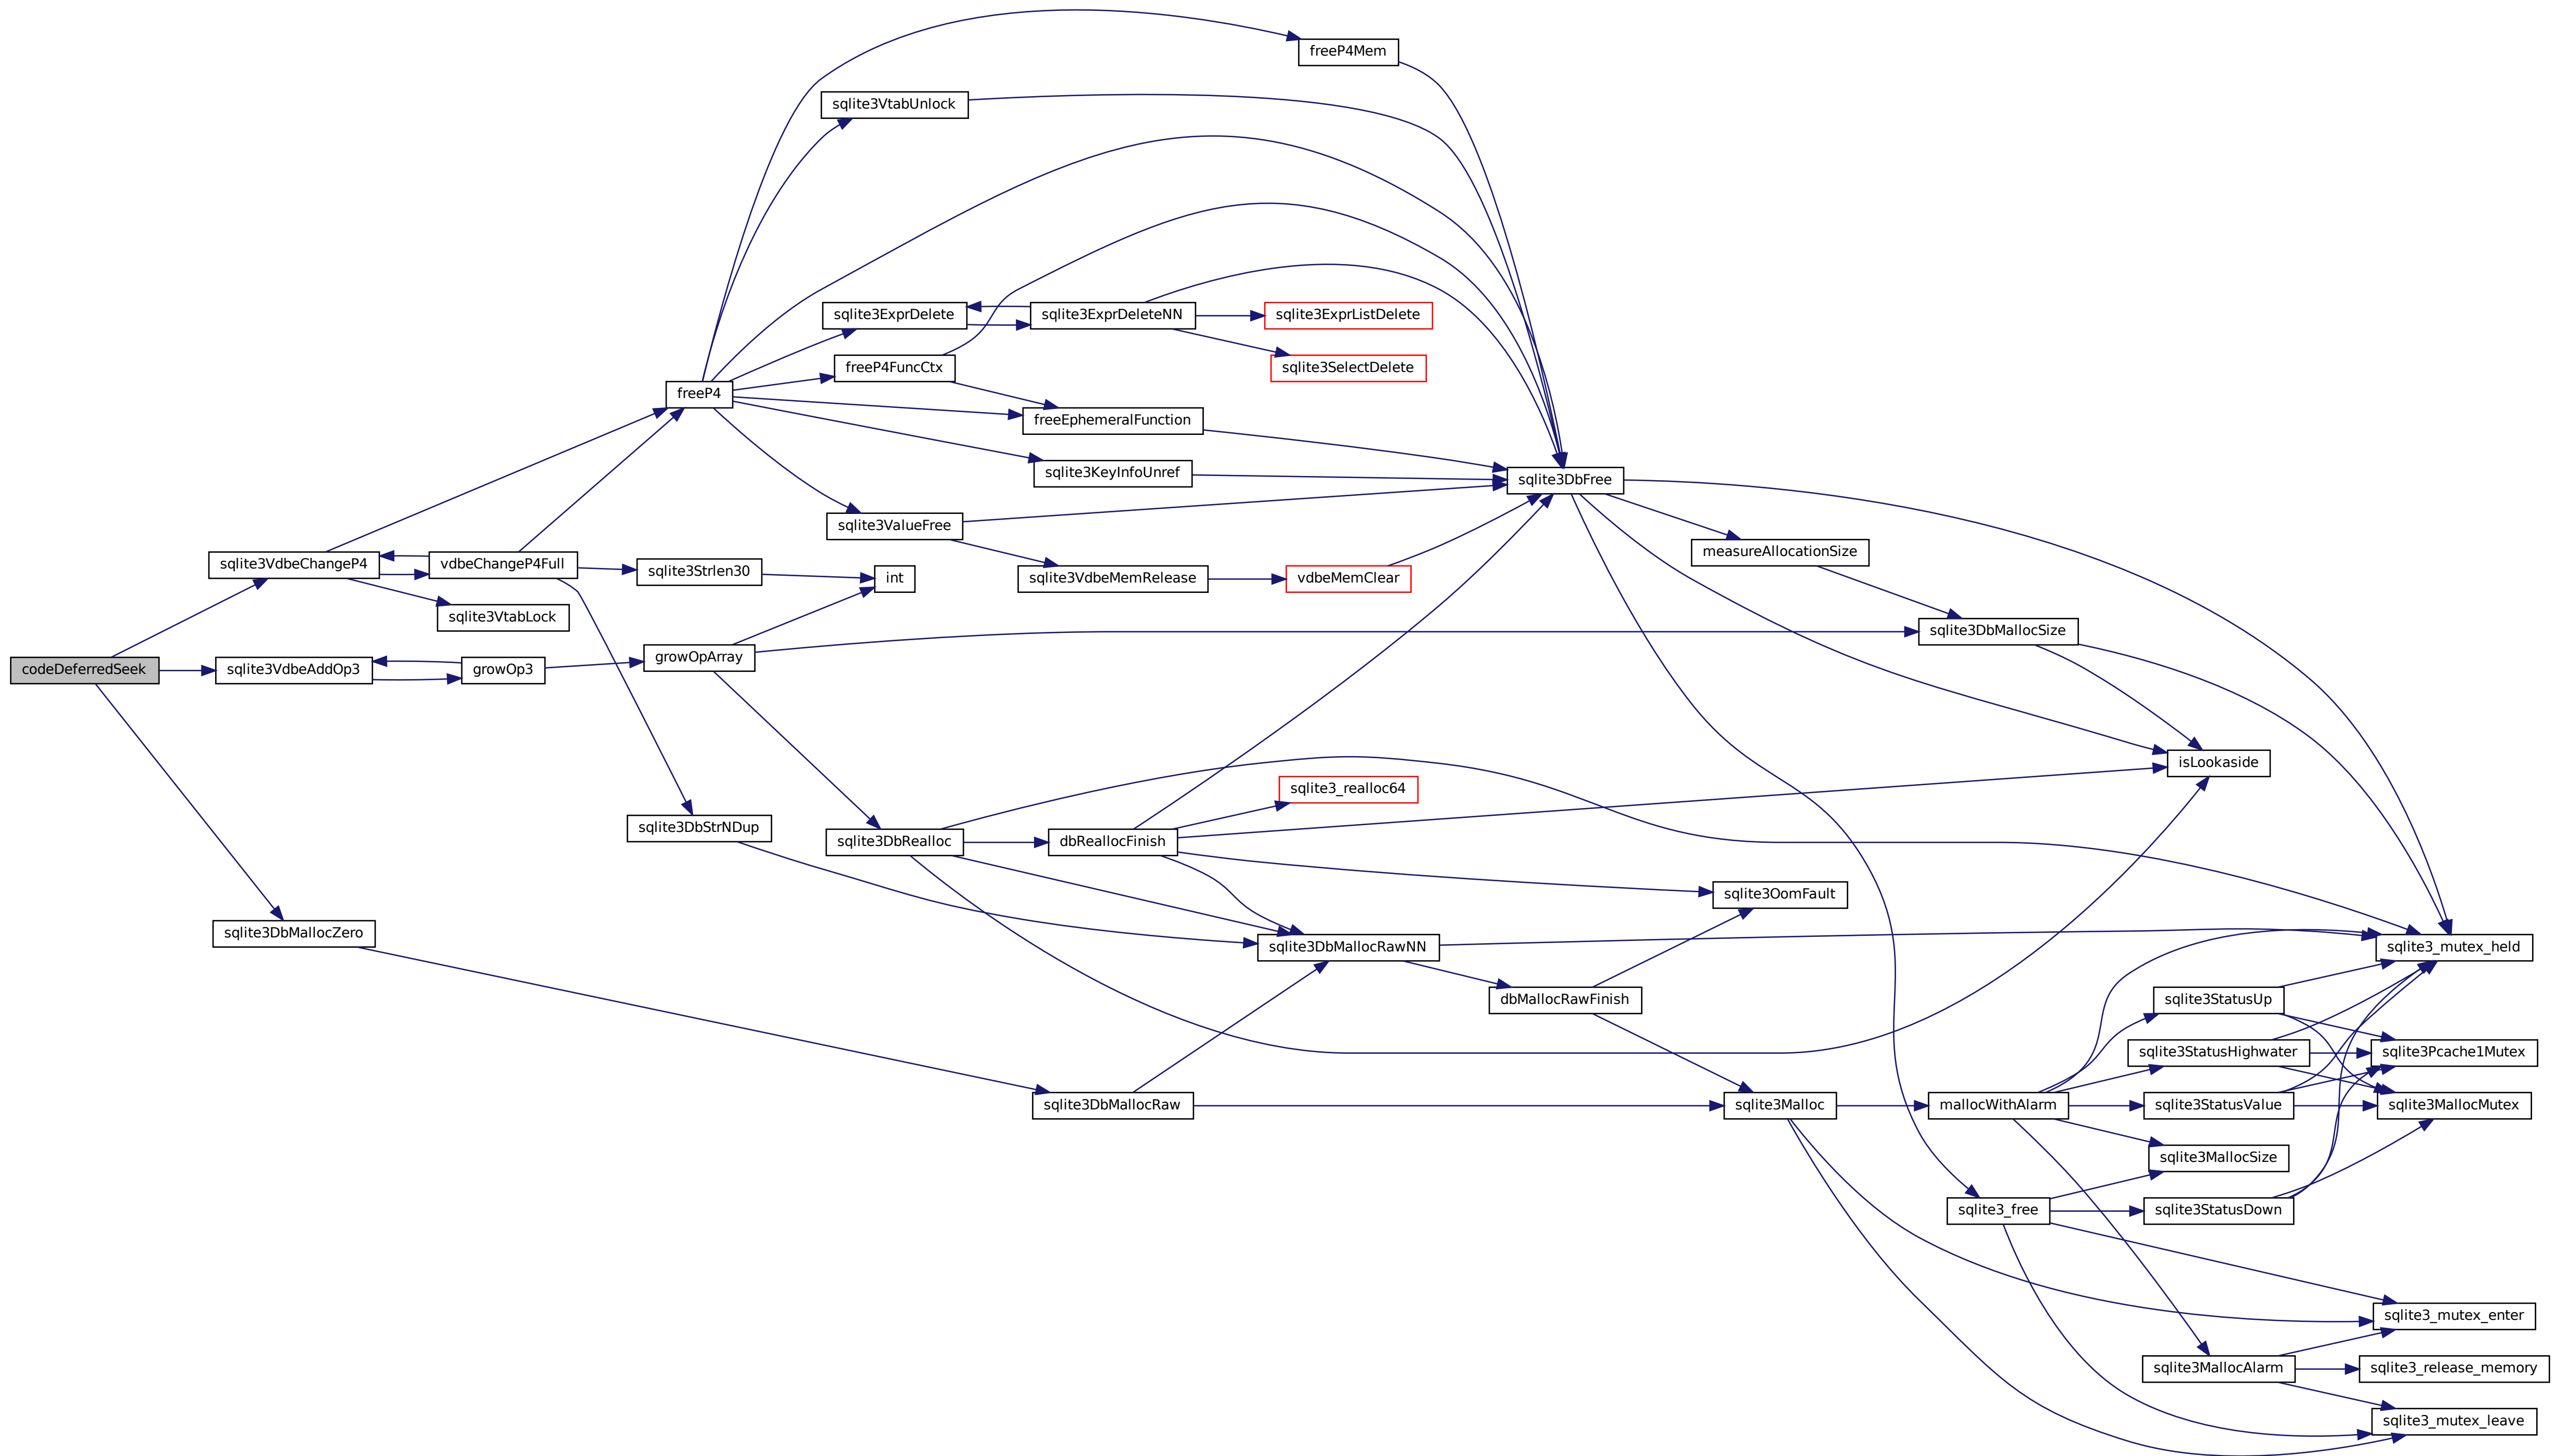 freeP4Mem
sqlite3VtabUnlock
sqlite3ExprDelete
sqlite3ExprDeleteNN
sqlite3ExprListDelete
freeP4FuncCtx
sqlite3SelectDelete
freeP4
freeEphemeralFunction
sqlite3KeyInfoUnref
sqlite3DbFree
sqlite3ValueFree
measureAllocationSize
sqlite3VdbeChangeP4
vdbeChangeP4Full
sqlite3Strlen30
int
sqlite3VdbeMemRelease
vdbeMemClear
sqlite3VtabLock
sqlite3DbMallocSize
codeDeferredSeek
sqlite3VdbeAddOp3
growOp3
growOpArray
isLookaside
sqlite3_realloc64
sqlite3DbStrNDup
sqlite3DbRealloc
dbReallocFinish
sqlite3OomFault
sqlite3DbMallocZero
sqlite3DbMallocRawNN
sqlite3_mutex_held
dbMallocRawFinish
sqlite3StatusUp
sqlite3StatusHighwater
sqlite3Pcache1Mutex
sqlite3DbMallocRaw
sqlite3Malloc
mallocWithAlarm
sqlite3StatusValue
sqlite3MallocMutex
sqlite3MallocSize
sqlite3_free
sqlite3StatusDown
sqlite3_mutex_enter
sqlite3MallocAlarm
sqlite3_release_memory
sqlite3_mutex_leave